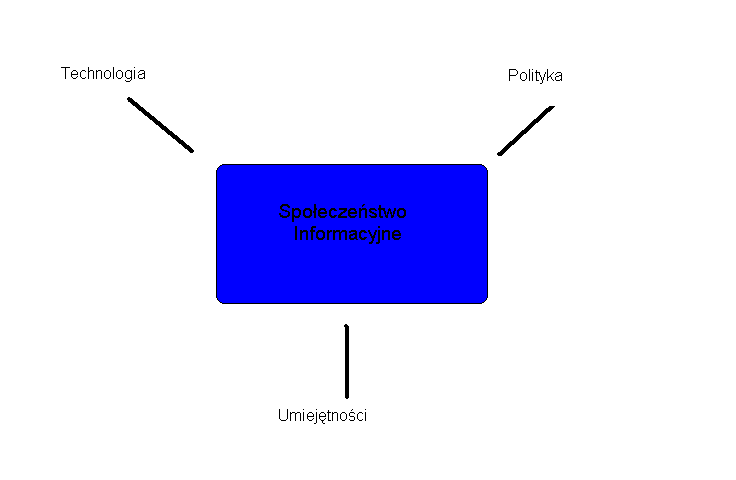 Technologia
Polityka
Społeczeństwo
Informacyjne
Umiejętności